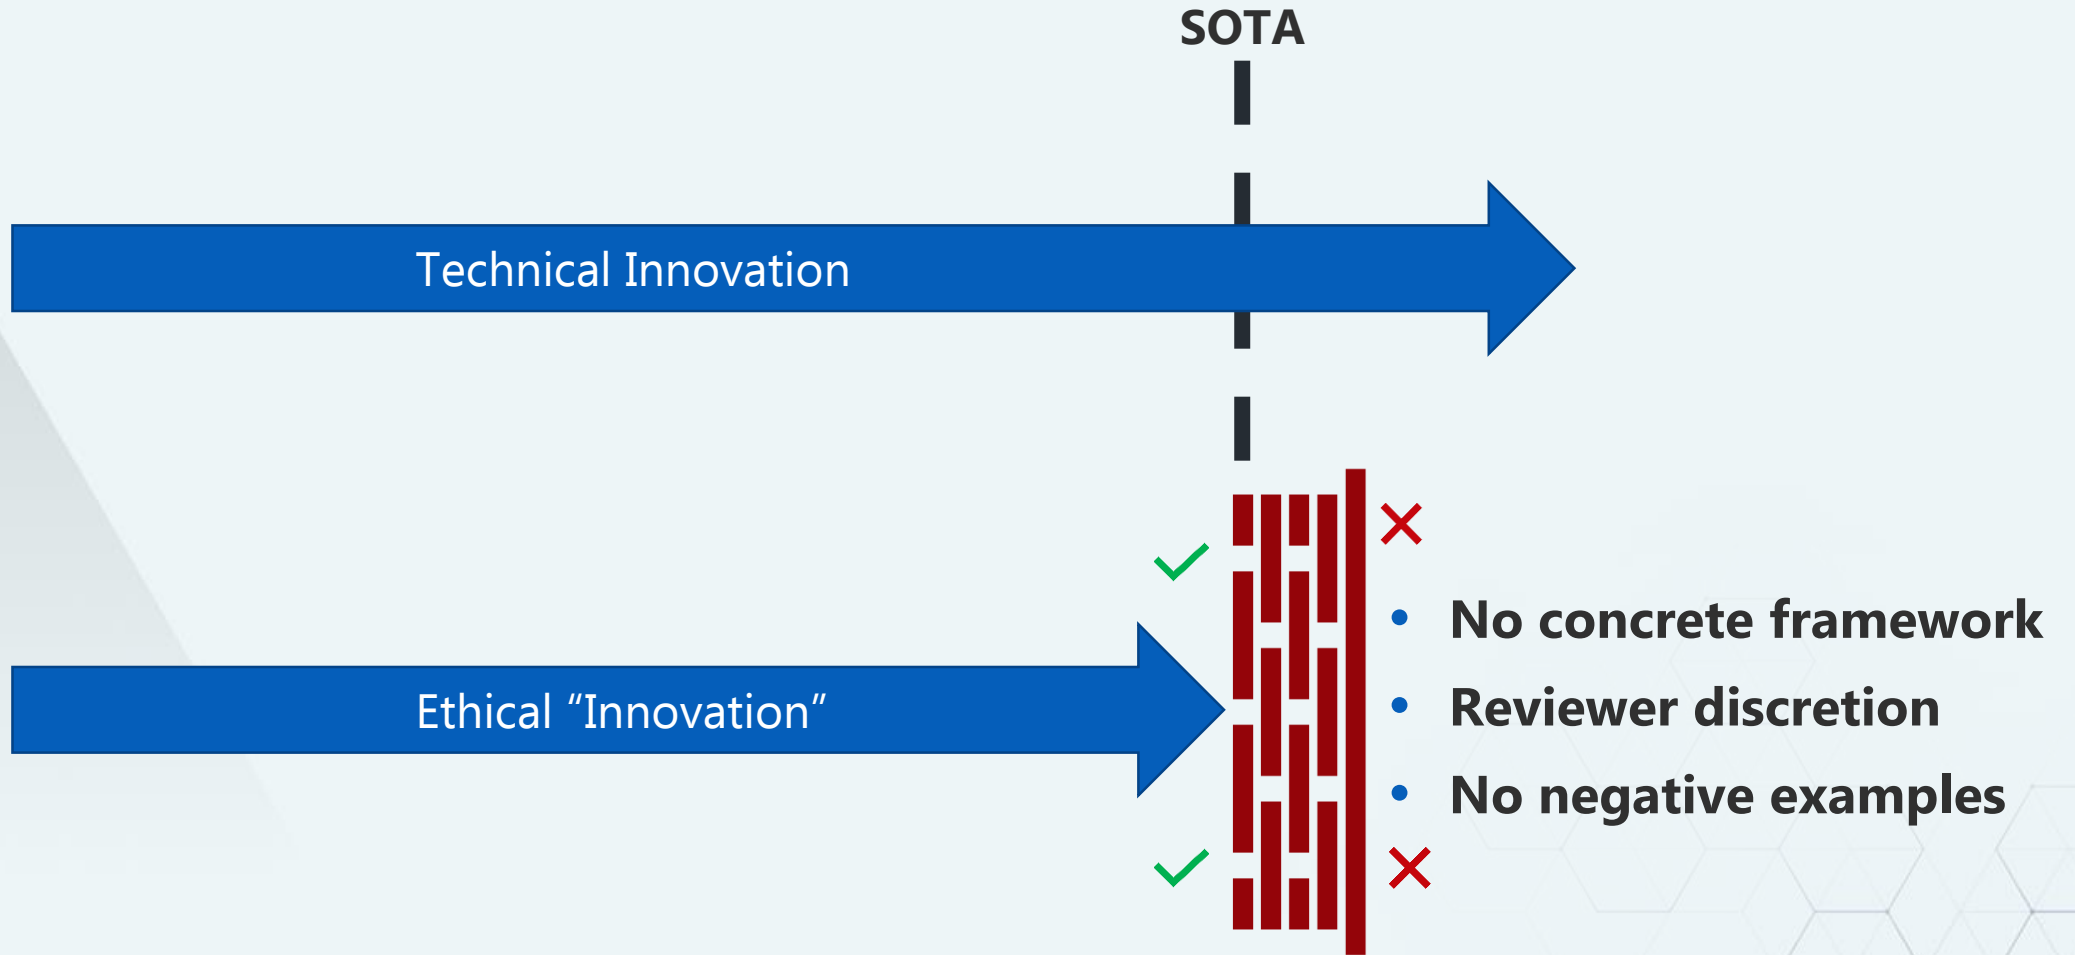 SOTA
Technical Innovation
Ethical “Innovation”
• No concrete framework
• Reviewer discretion
• No negative examples